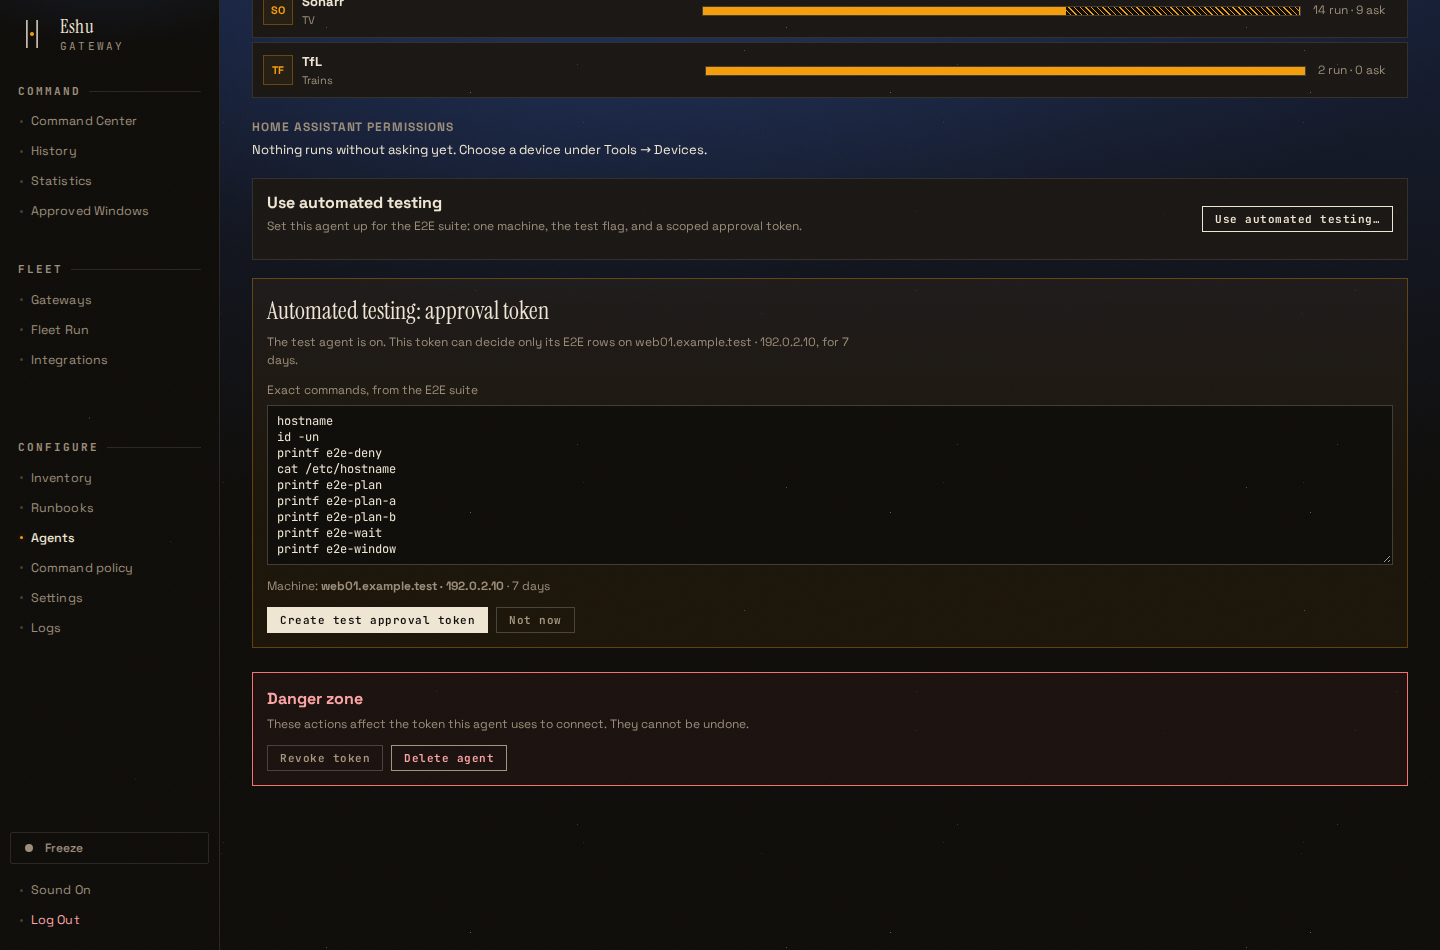 Eshu
GATEWAY
COMMAND
Command Center
History
Statistics
Approved Windows
FLEET
Gateways
Fleet Run
Integrations
CONFIGURE
Inventory
Runbooks
Agents
Command policy
Settings
Logs
Freeze
Sound On
Log Out
SO
Sonarr
TV
14 run · 9 ask
TF
TfL
Trains
2 run · 0 ask
HOME ASSISTANT PERMISSIONS
Nothing runs without asking yet. Choose a device under Tools → Devices.
Use automated testing
Set this agent up for the E2E suite: one machine, the test flag, and a scoped approval token.
Use automated testing…
Automated testing: approval token
The test agent is on. This token can decide only its E2E rows on web01.example.test · 192.0.2.10, for 7
days.
Exact commands, from the E2E suite
hostname
id -un
printf e2e-deny
cat /etc/hostname
printf e2e-plan
printf e2e-plan-a
printf e2e-plan-b
printf e2e-wait
printf e2e-window
Machine: web01.example.test · 192.0.2.10 · 7 days
Create test approval token
Not now
Danger zone
These actions affect the token this agent uses to connect. They cannot be undone.
Revoke token
Delete agent